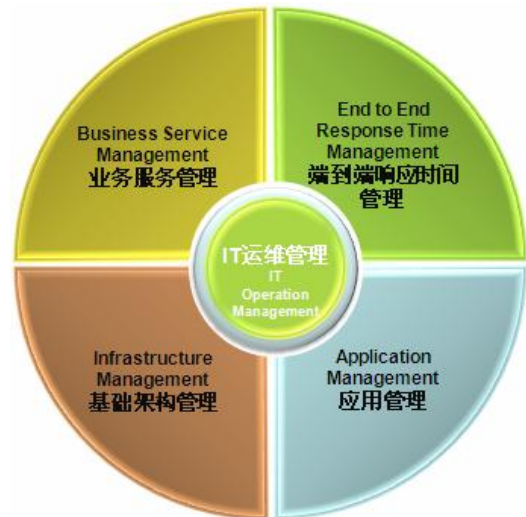 Business Service
Management
业务服务管理
End to End
Response Time
Management
端到端响应时间
管理
IT运维管理
IT
Operation
Management
Infrastructure
Management
基础架构管理
Application
Management
应用管理